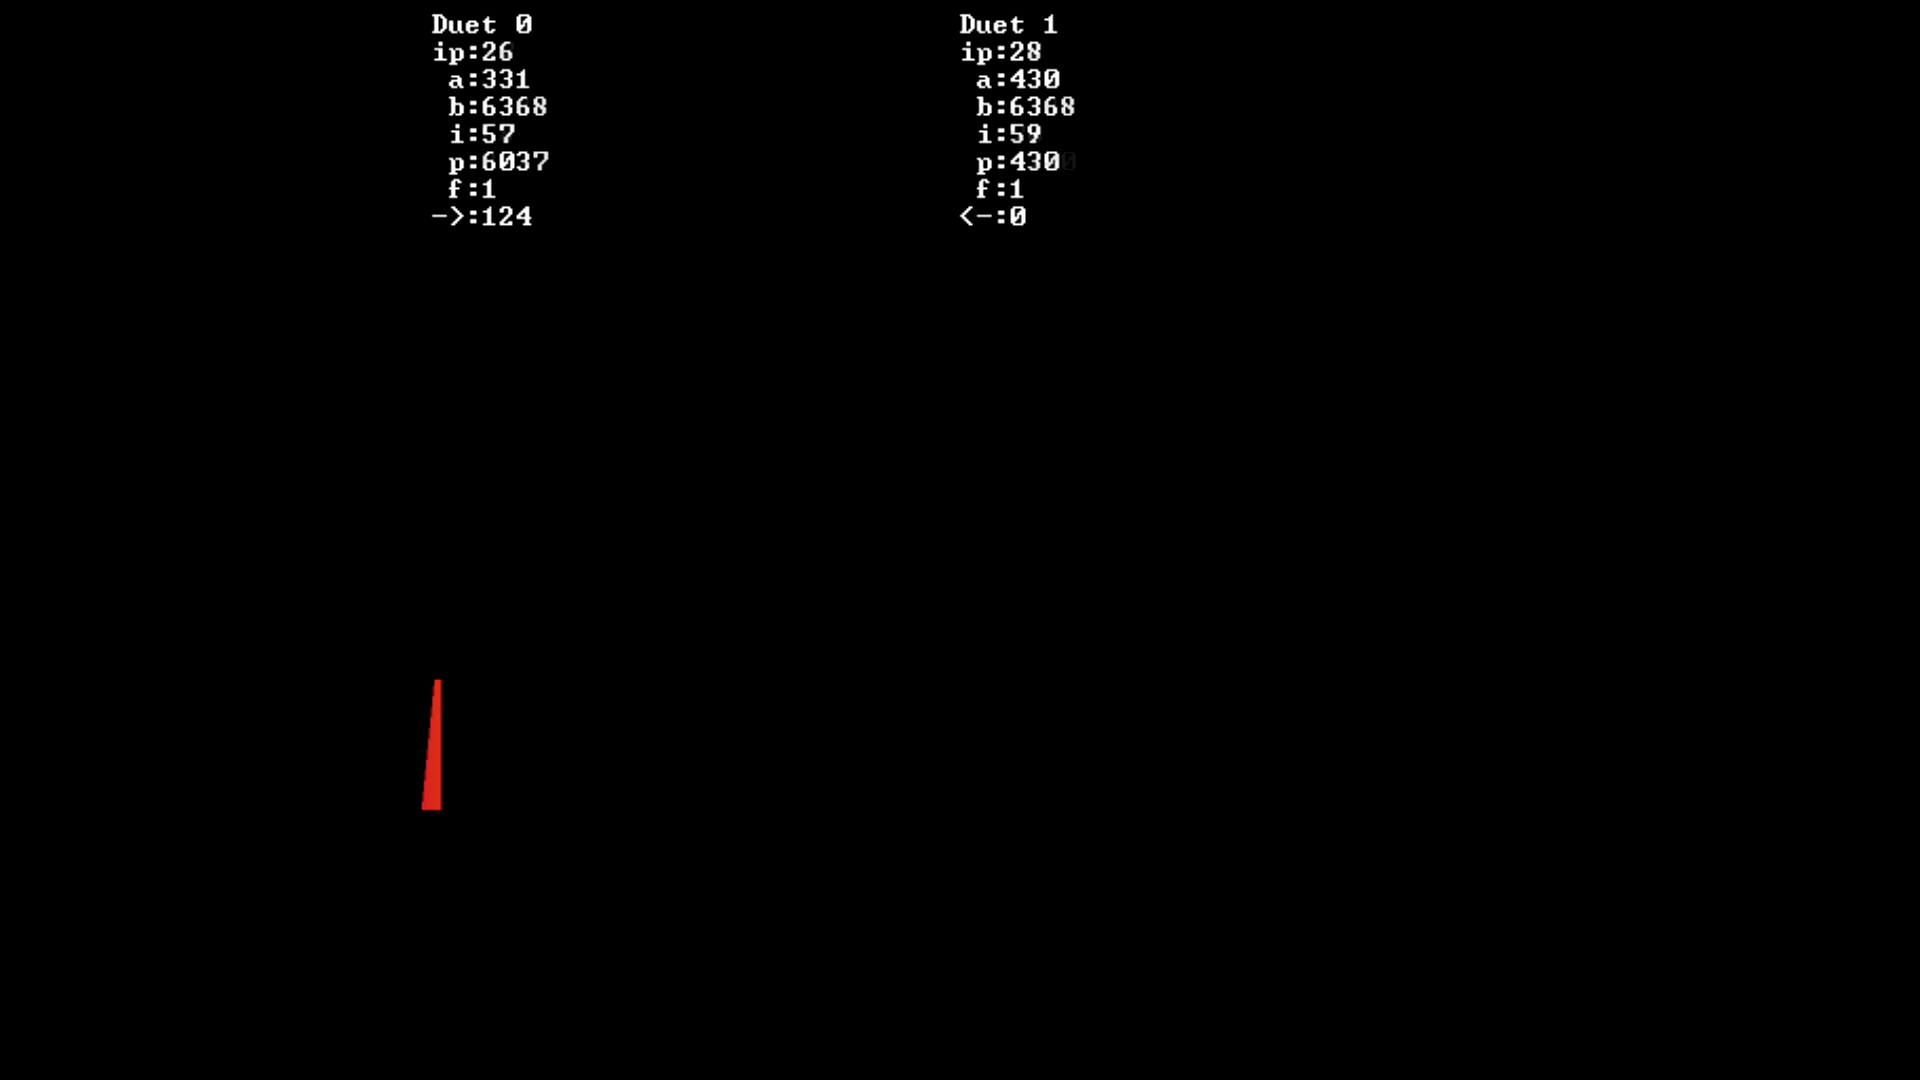 Duet 0
ip:26
a:331
b:6368
i:57
p:6037
f:1
->:124
Duet 1
ip:28
a:430
b:6368
i:59
p:430
f:1
<-:0